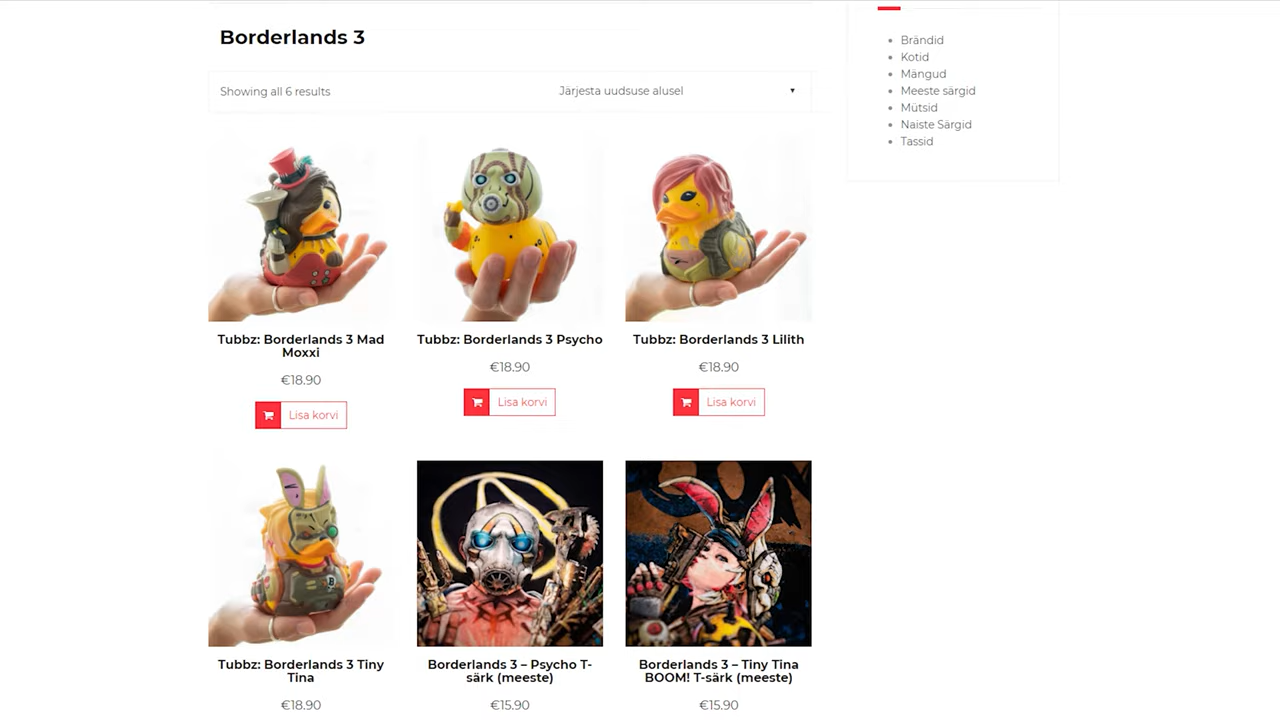 Borderlands 3
Showing all 6 results
Järjesta uudsuse alusel
Brändid
Kotid
Mängud
Meeste särgid
Mütsid
Naiste Särgid
Tassid
Tubbz: Borderlands 3 Mad
Moxxi
€18.90
Lisa korvi
Tubbz: Borderlands 3 Psycho
€18.90
Lisa korvi
Tubbz: Borderlands 3 Lilith
€18.90
Lisa korvi
Tubbz: Borderlands 3 Tiny
Tina
€18.90
Borderlands 3 – Psycho T-
särk (meeste)
€15.90
Borderlands 3 – Tiny Tina
BOOM! T-särk (meeste)
€15.90